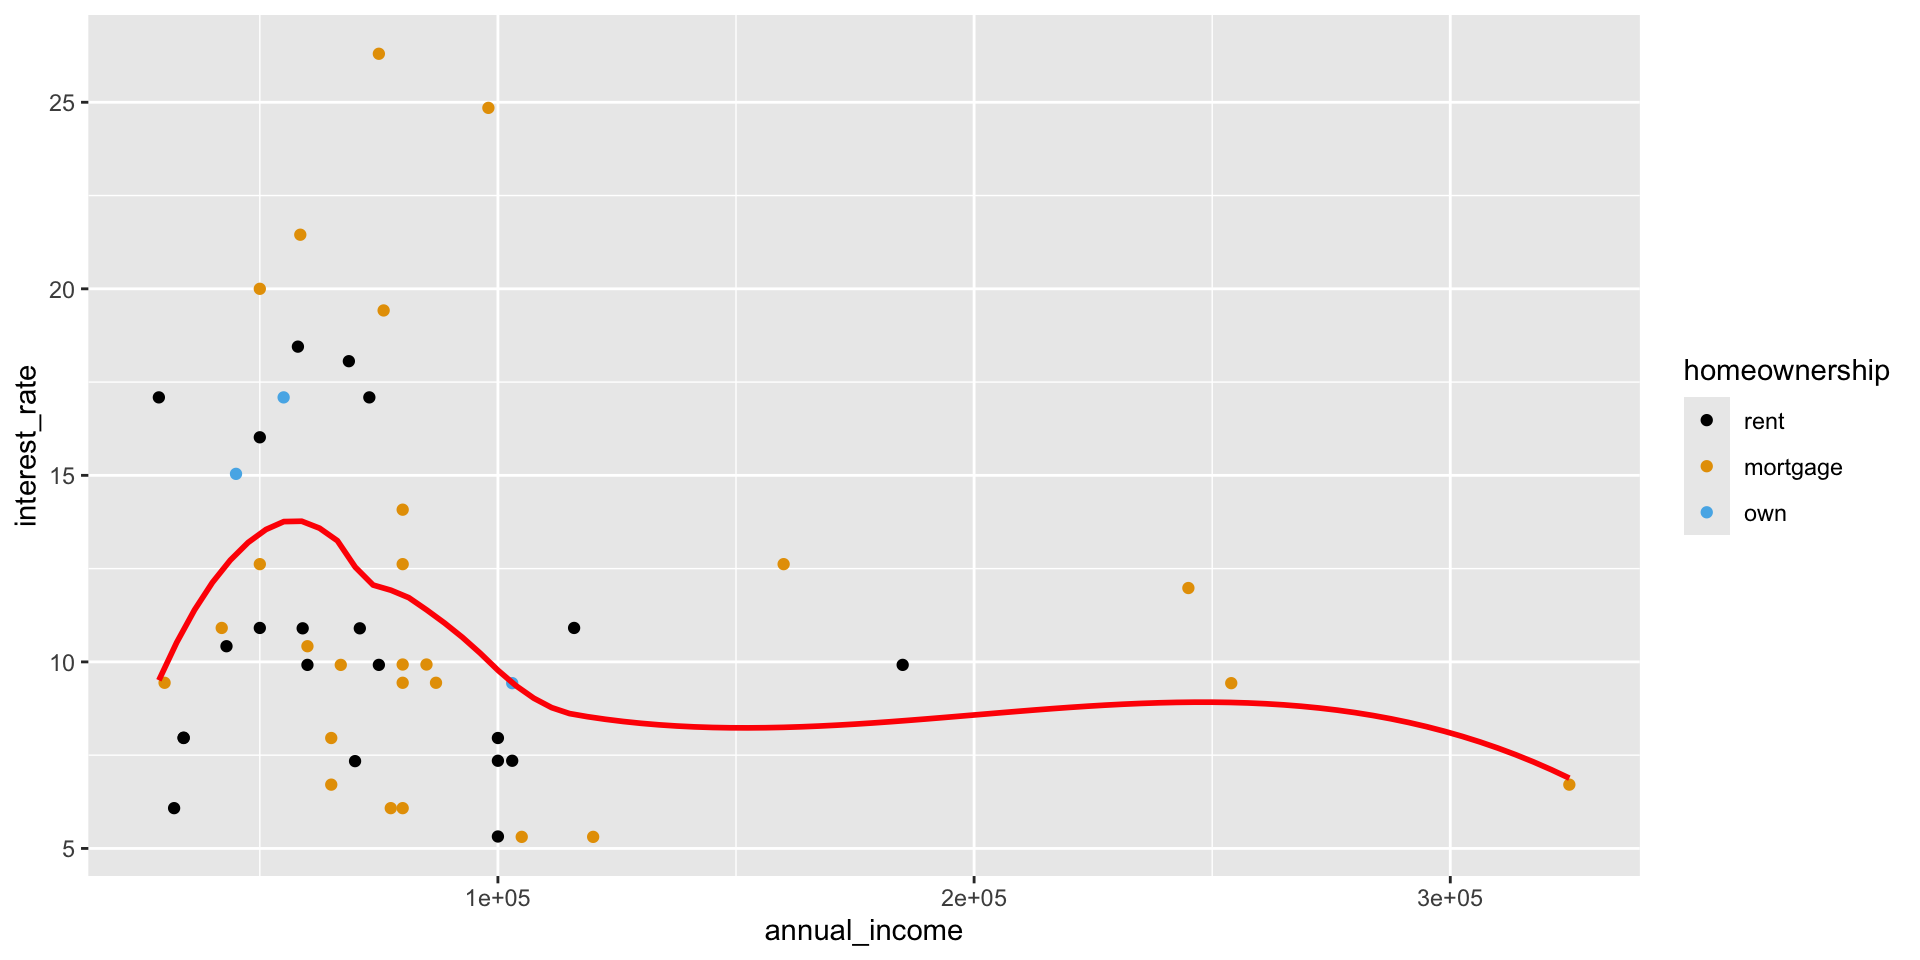 25
20
15
10
5
interest_rate
1e+05
2e+05
3e+05
annual_income
homeownership
rent
mortgage
own